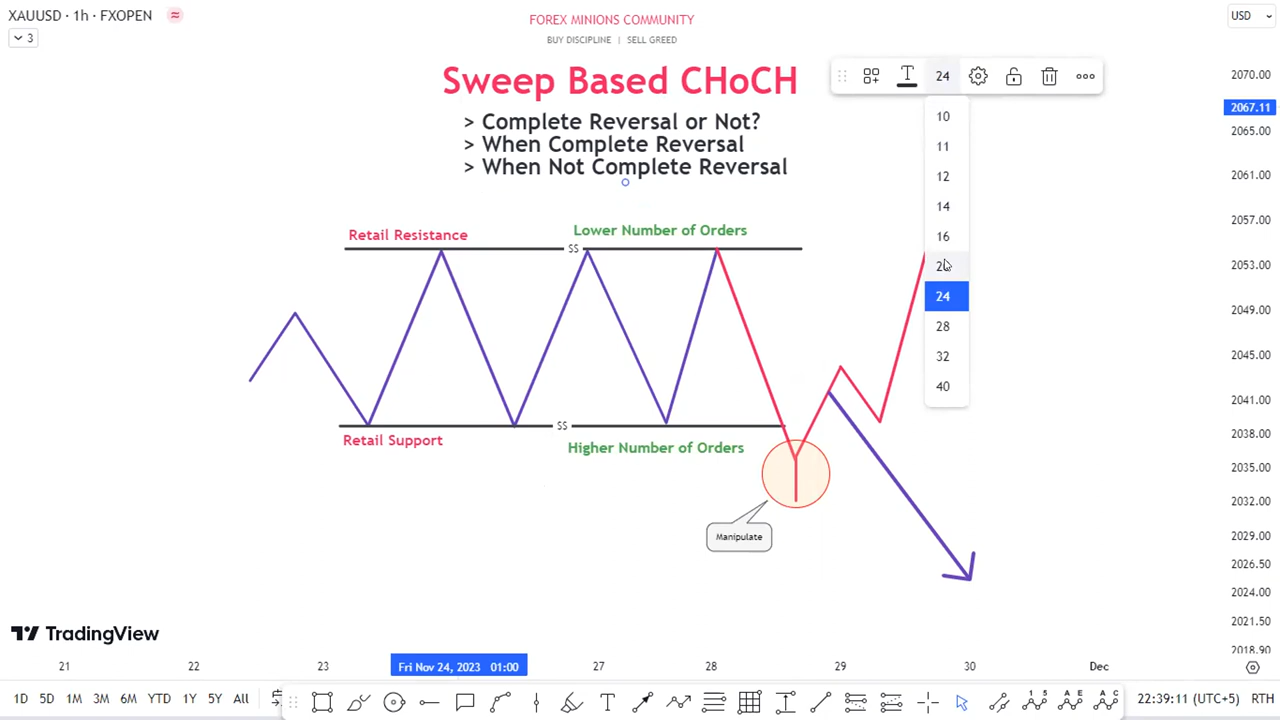 XAUUSD · 1h · FXOPEN
3
FOREX MINIONS COMMUNITY
BUY DISCIPLINE | SELL GREED
USD
Sweep Based CHoCH
> Complete Reversal or Not?
> When Complete Reversal
> When Not Complete Reversal
T
24
10
11
12
14
16
24
28
32
40
Retail Resistance
$$
Lower Number of Orders
Retail Support
$$
Higher Number of Orders
Manipulate
2070.00
2067.11
2065.00
2061.00
2057.00
2053.00
2049.00
2045.00
2041.00
2038.00
2035.00
2032.00
2029.00
2026.50
2024.00
2021.50
2018.90
TradingView
21
22
23
Fri Nov 24, 2023 01:00
27
28
29
30
Dec
1D 5D 1M 3M 6M YTD 1Y 5Y All
22:39:11 (UTC+5) RTH